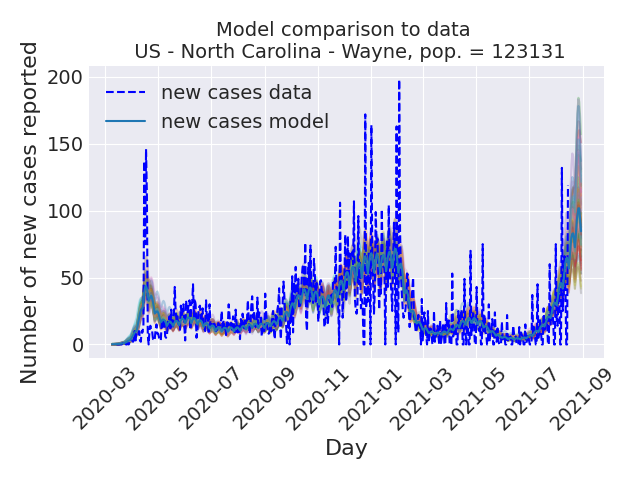 Model comparison to data
US - North Carolina - Wayne, pop. = 123131
Number of new cases reported
200
150
100
50
0
new cases data
new cases model
2020-03
2020-05
2020-07
2020-09
2020-11
2021-01
2021-03
2021-05
2021-07
2021-09
Day